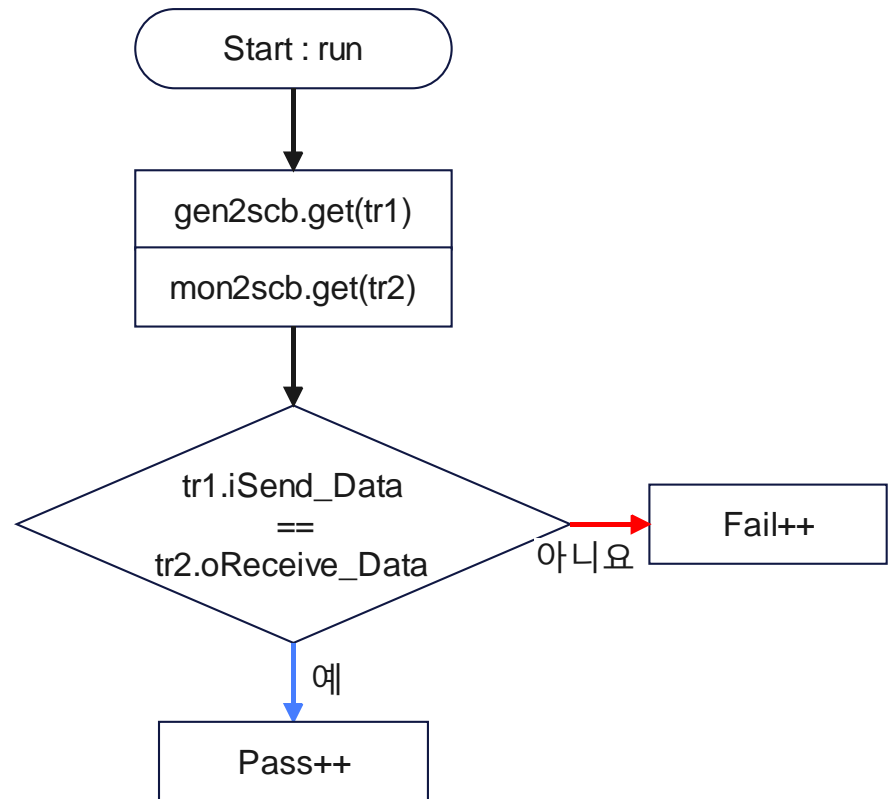 Start : run
gen2scb.get(tr1)
mon2scb.get(tr2)
tr1.iSend_Data
==
tr2.oReceive_Data
Fail++
아니요
예
Pass++